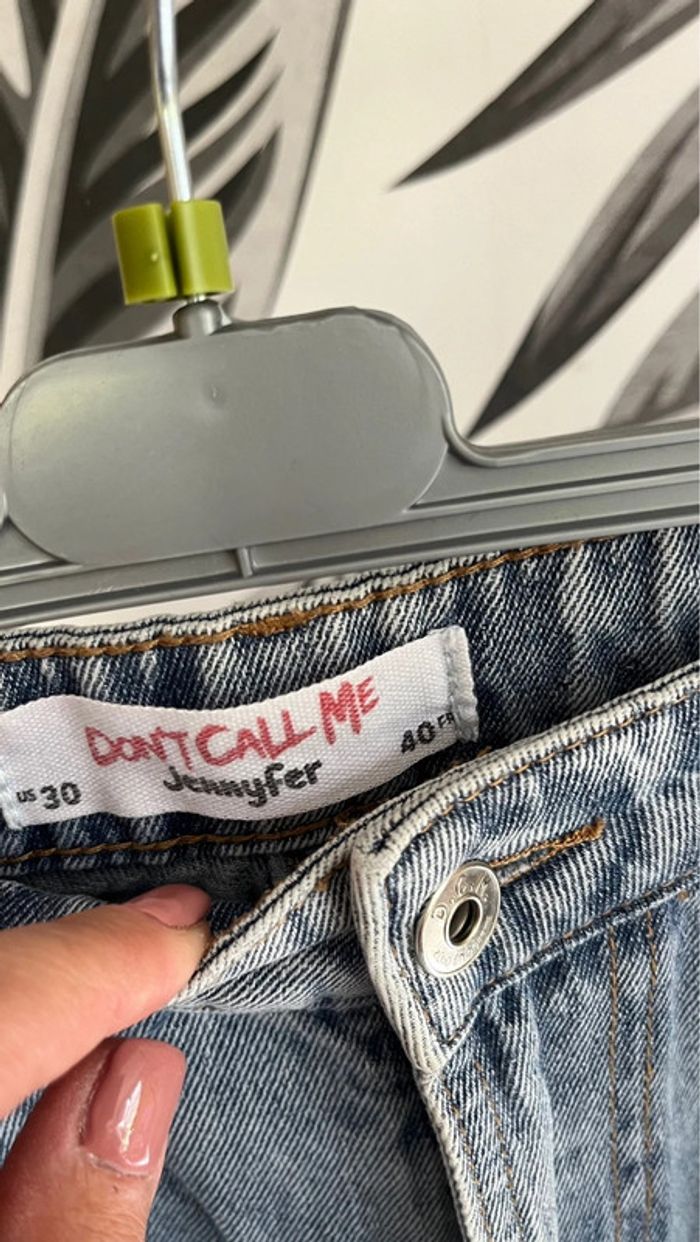 DON'T CALL ME
Jennyfer
US 30
40 FR
D.C.M